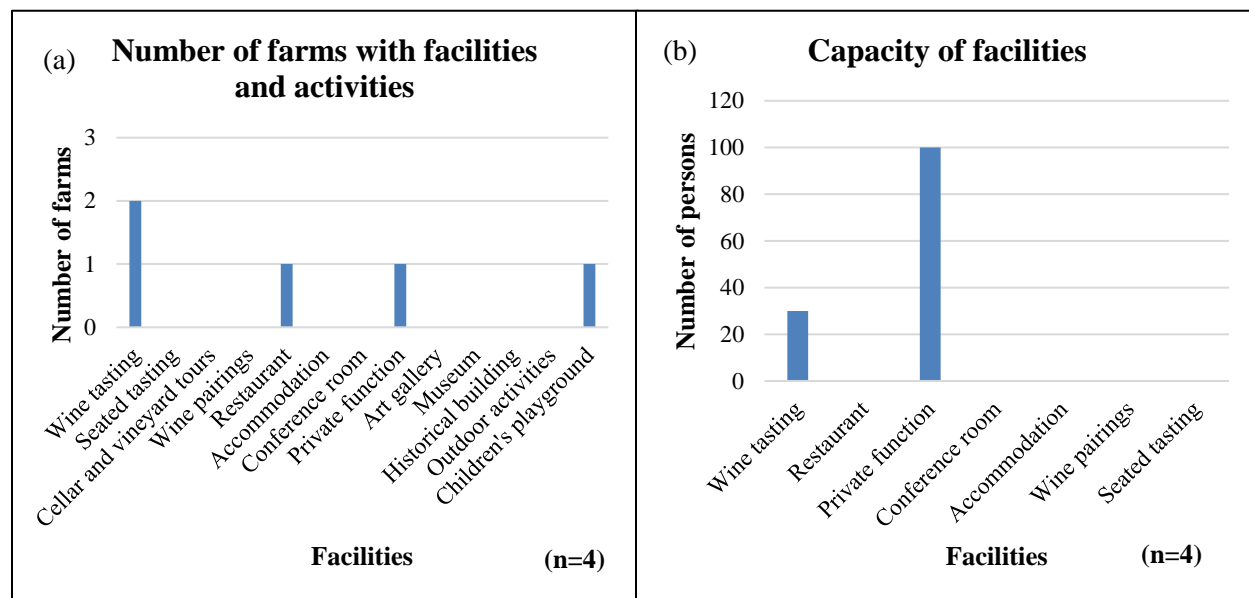 (a)
Number of farms with facilities
and activities
Number of farms
3
2
1
0
Wine tasting
Seated tasting
Cellar and vineyard tours
Wine pairings
Restaurant
Accommodation
Conference room
Private function
Art gallery
Museum
Historical building
Outdoor activities
Children's playground
Facilities
(n=4)
(b)
Capacity of facilities
Number of persons
120
100
80
60
40
20
0
Wine tasting
Restaurant
Private function
Conference room
Accommodation
Wine pairings
Seated tasting
Facilities
(n=4)